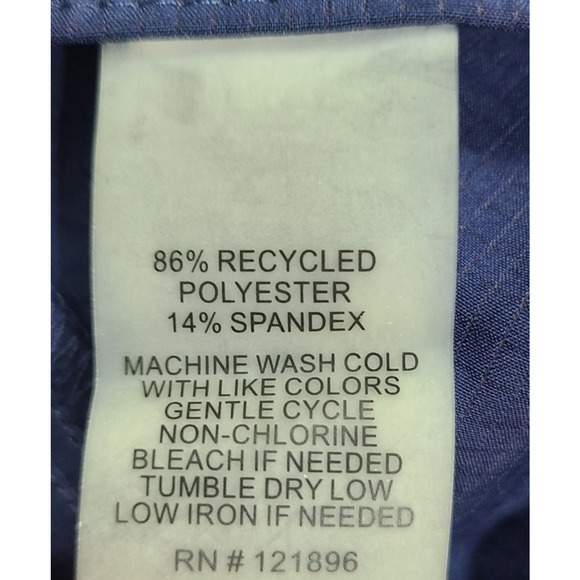 86% RECYCLED
POLYESTER
14% SPANDEX
MACHINE WASH COLD
WITH LIKE COLORS
GENTLE CYCLE
NON-CHLORINE
BLEACH IF NEEDED
TUMBLE DRY LOW
LOW IRON IF NEEDED
RN # 121896